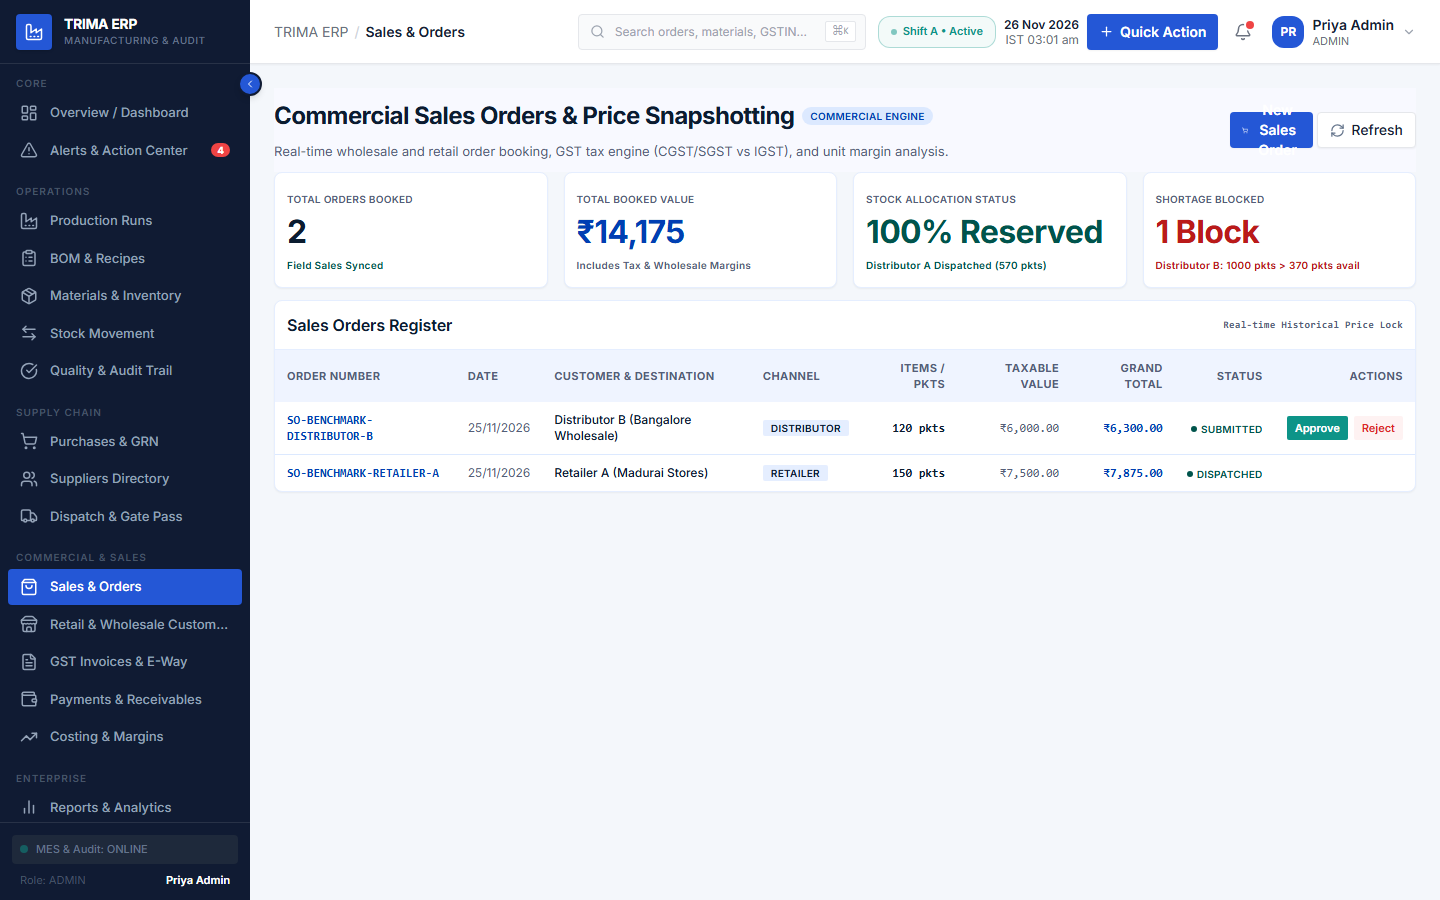 TRIMA ERP
MANUFACTURING & AUDIT
CORE
Overview / Dashboard
Alerts & Action Center
4
OPERATIONS
Production Runs
BOM & Recipes
Materials & Inventory
Stock Movement
Quality & Audit Trail
SUPPLY CHAIN
Purchases & GRN
Suppliers Directory
Dispatch & Gate Pass
COMMERCIAL & SALES
Sales & Orders
Retail & Wholesale Custom...
GST Invoices & E-Way
Payments & Receivables
Costing & Margins
ENTERPRISE
Reports & Analytics
MES & Audit: ONLINE
Role: ADMIN
Priya Admin
TRIMA ERP / Sales & Orders
Search orders, materials, GSTIN...
⌘K
Shift A • Active
26 Nov 2026
IST 03:01 am
Quick Action
PR
Priya Admin
ADMIN
Commercial Sales Orders & Price Snapshotting
COMMERCIAL ENGINE
Real-time wholesale and retail order booking, GST tax engine (CGST/SGST vs IGST), and unit margin analysis.
New
Sales
Order
Refresh
TOTAL ORDERS BOOKED
2
Field Sales Synced
TOTAL BOOKED VALUE
₹14,175
Includes Tax & Wholesale Margins
STOCK ALLOCATION STATUS
100% Reserved
Distributor A Dispatched (570 pkts)
SHORTAGE BLOCKED
1 Block
Distributor B: 1000 pkts > 370 pkts avail
Sales Orders Register
Real-time Historical Price Lock
ORDER NUMBER
DATE
CUSTOMER & DESTINATION
CHANNEL
ITEMS /
PKTS
TAXABLE
VALUE
GRAND
TOTAL
STATUS
ACTIONS
SO-BENCHMARK-
DISTRIBUTOR-B
25/11/2026
Distributor B (Bangalore
Wholesale)
DISTRIBUTOR
120 pkts
₹6,000.00
₹6,300.00
SUBMITTED
Approve
Reject
SO-BENCHMARK-RETAILER-A
25/11/2026
Retailer A (Madurai Stores)
RETAILER
150 pkts
₹7,500.00
₹7,875.00
DISPATCHED